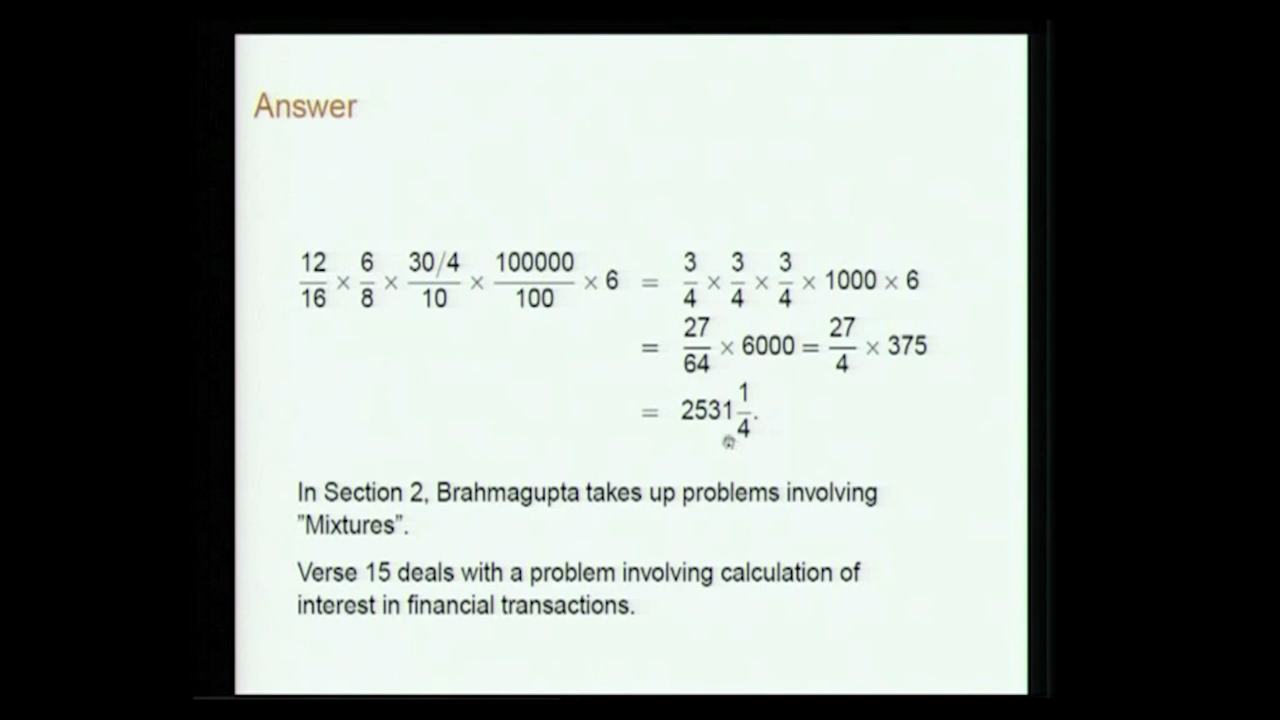 Answer
12/16 × 6/8 × (30/4)/10 × 100000/100 × 6 = 3/4 × 3/4 × 3/4 × 1000 × 6
= 27/64 × 6000 = 27/4 × 375
= 2531 1/4.
In Section 2, Brahmagupta takes up problems involving
”Mixtures”.
Verse 15 deals with a problem involving calculation of
interest in financial transactions.